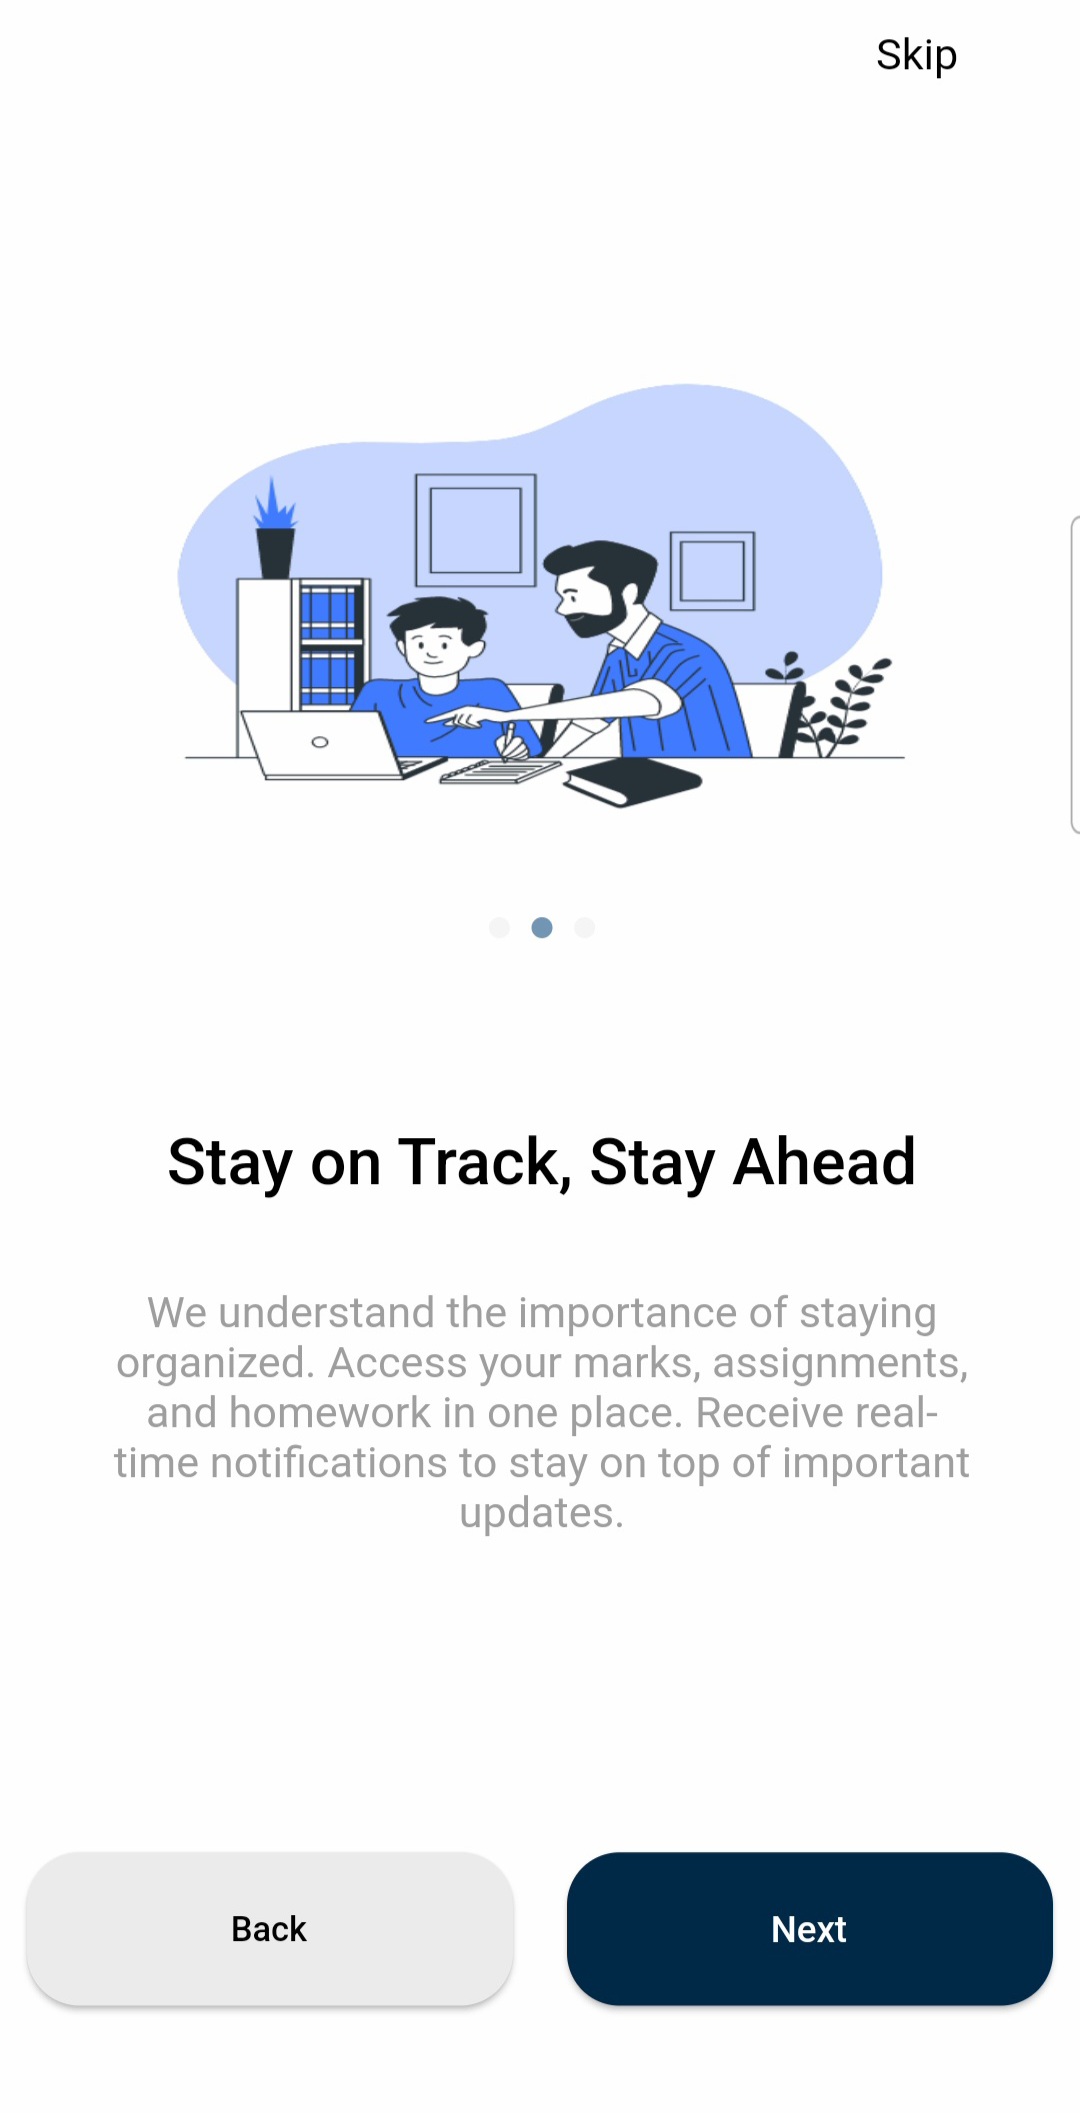 Skip
Stay on Track, Stay Ahead
We understand the importance of staying
organized. Access your marks, assignments,
and homework in one place. Receive real-
time notifications to stay on top of important
updates.
Back
Next